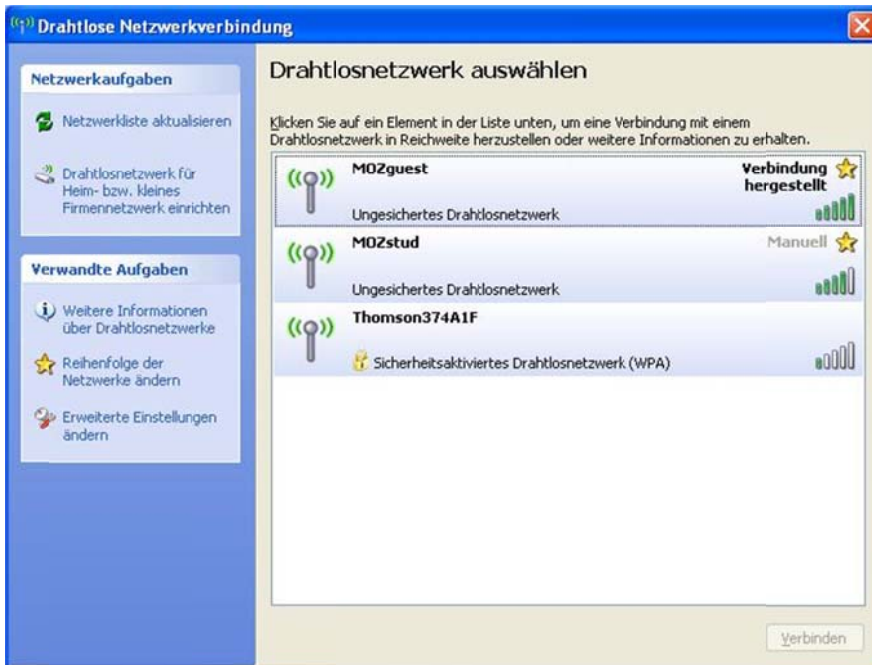 Drahtlose Netzwerkverbindung
Netzwerkaufgaben
Netzwerkliste aktualisieren
Drahtlosnetzwerk für
Heim- bzw. kleines
Firmennetzwerk einrichten
Verwandte Aufgaben
Weitere Informationen
über Drahtlosnetzwerke
Reihenfolge der
Netzwerke ändern
Erweiterte Einstellungen
ändern
Drahtlosnetzwerk auswählen
Klicken Sie auf ein Element in der Liste unten, um eine Verbindung mit einem
Drahtlosnetzwerk in Reichweite herzustellen oder weitere Informationen zu erhalten.
MOZguest
Verbindung
hergestellt
Ungesichertes Drahtlosnetzwerk
MOZstud
Manuell
Ungesichertes Drahtlosnetzwerk
Thomson374A1F
Sicherheitsaktiviertes Drahtlosnetzwerk (WPA)
Verbinden